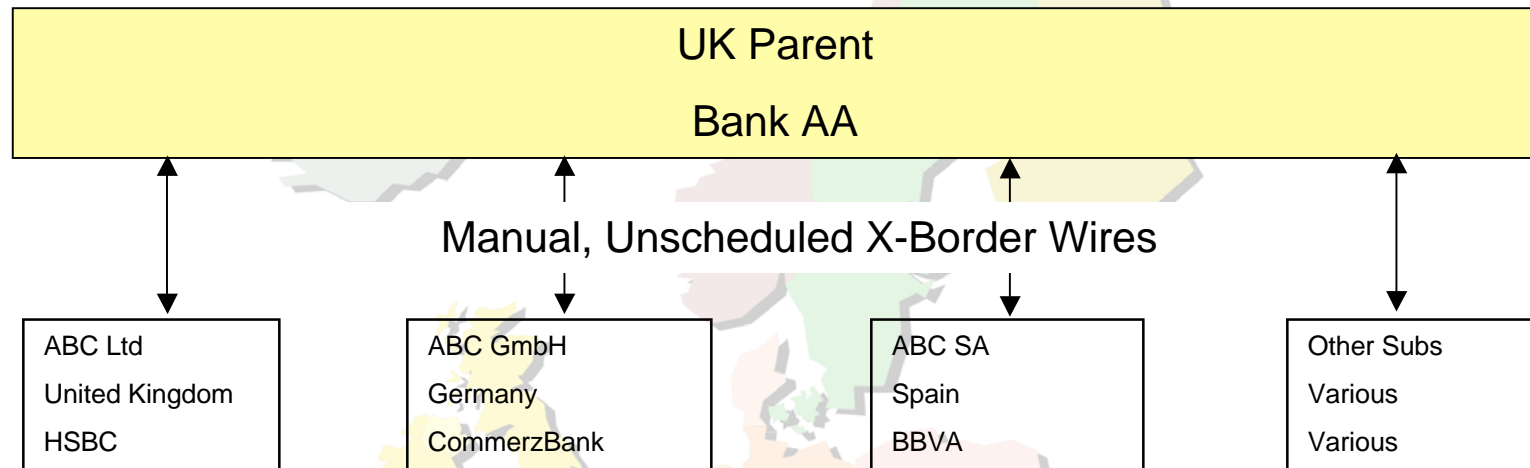 UK Parent
Bank AA
Manual, Unscheduled X-Border Wires
ABC Ltd
United Kingdom
HSBC
ABC GmbH
Germany
CommerzBank
ABC SA
Spain
BBVA
Other Subs
Various
Various